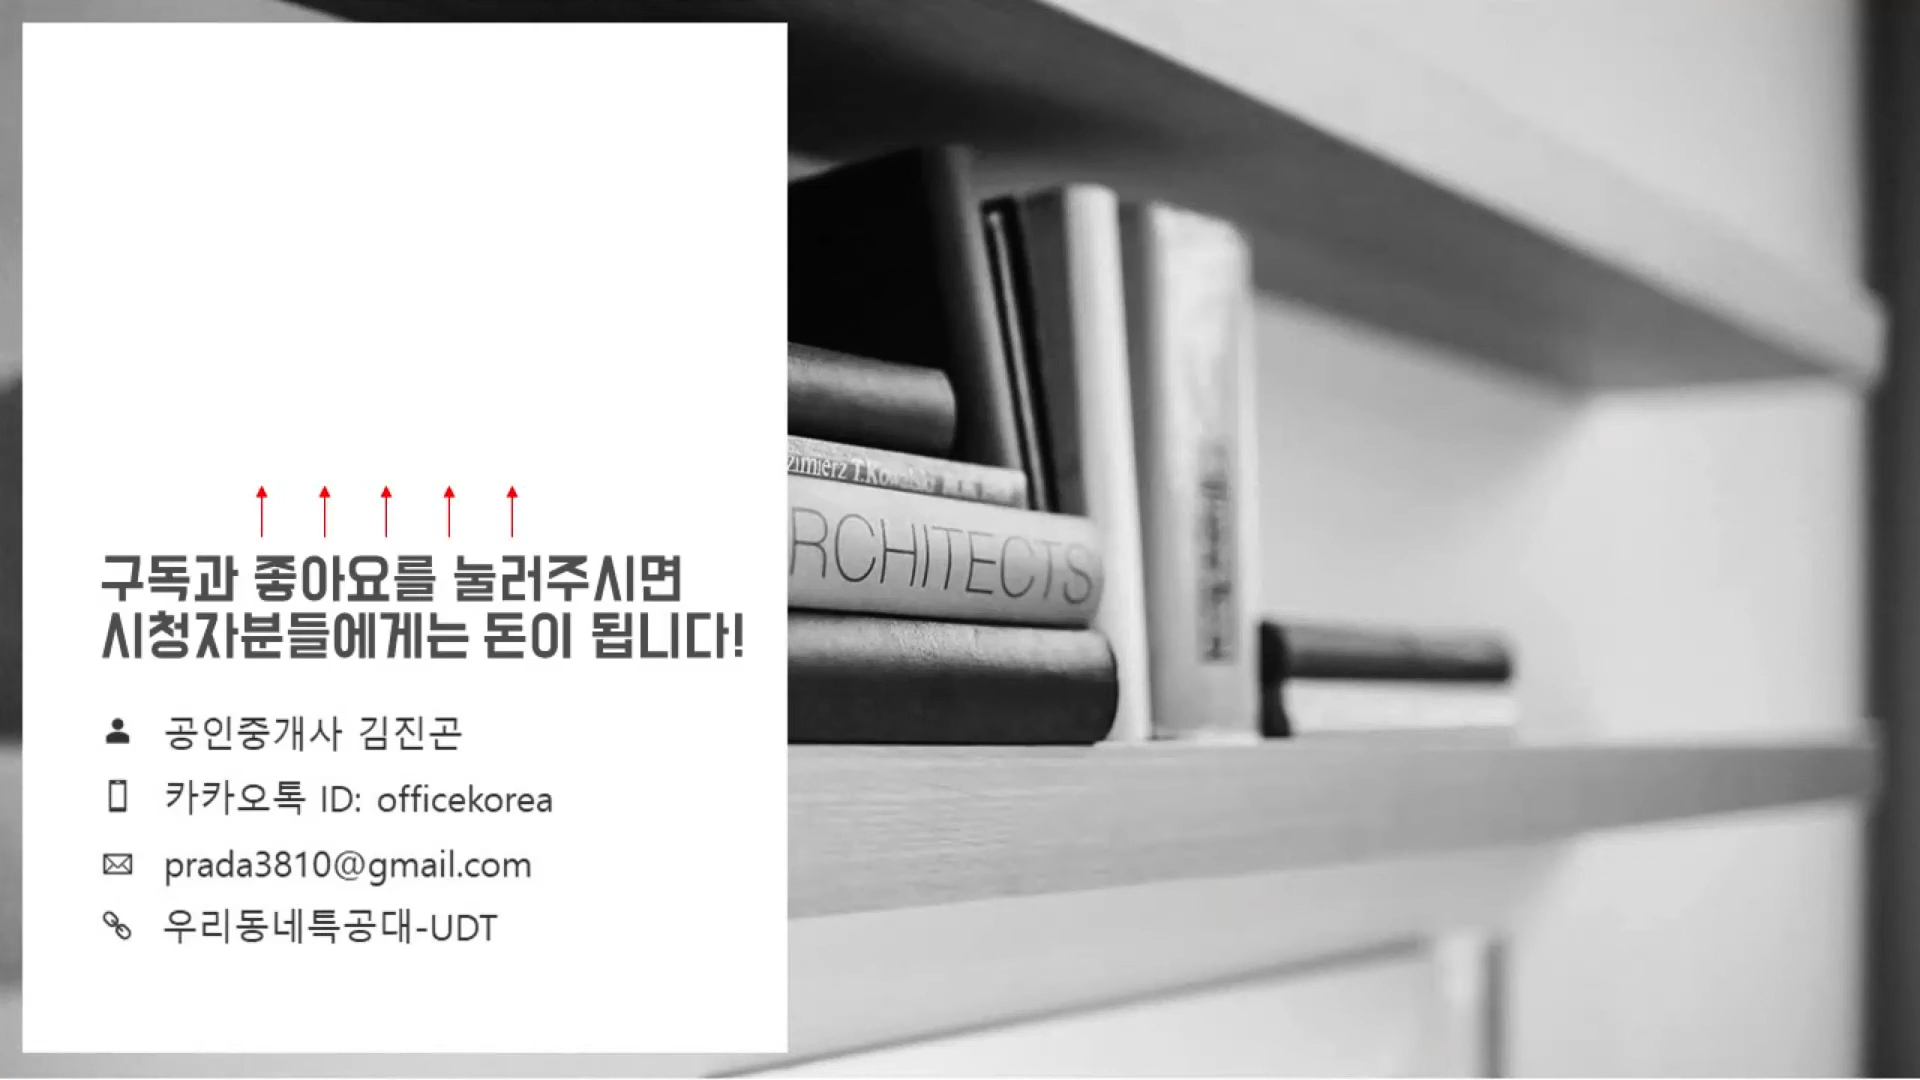 구독과 좋아요를 눌러주시면
시청자분들에게는 돈이 됩니다!
공인중개사 김진곤
카카오톡 ID: officekorea
prada3810@gmail.com
우리동네특공대-UDT
zimierz T.Kowalski
RCHITECTS